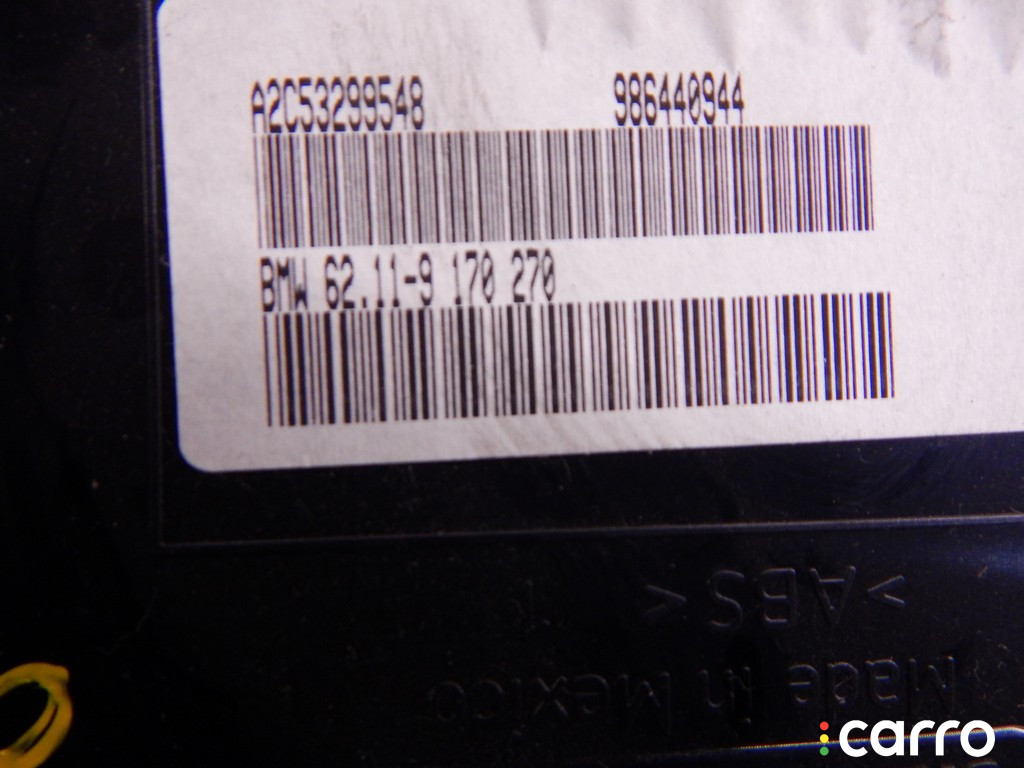 A2C53299548 986440944
BMW 62.11-9 170 270
>ABS<
Made in Mexico
carro